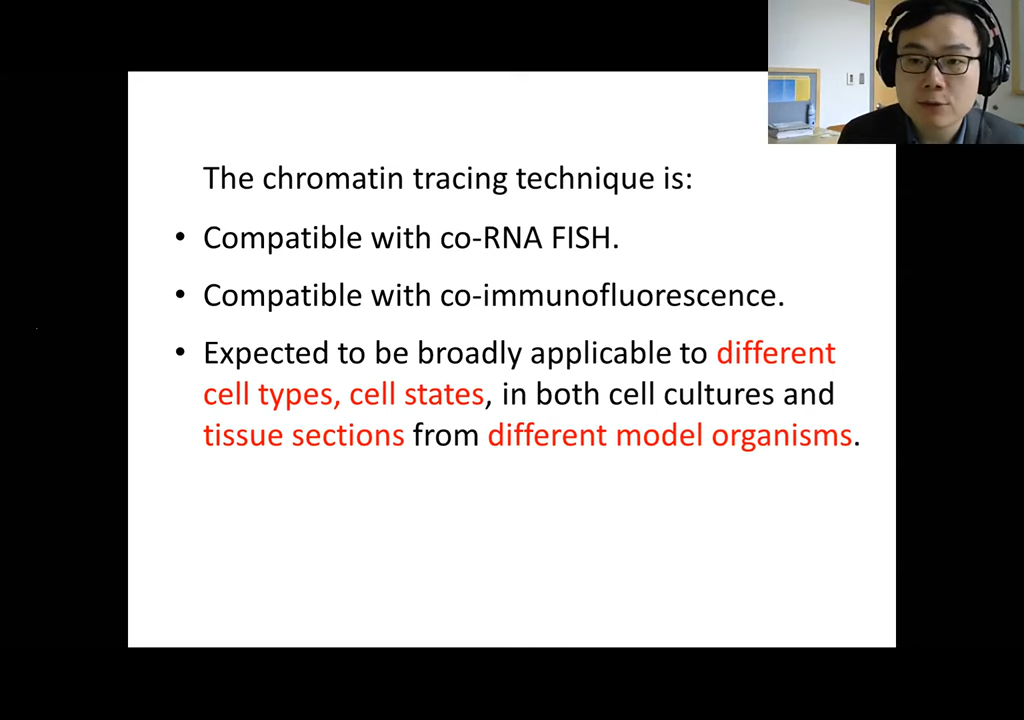 The chromatin tracing technique is:
• Compatible with co-RNA FISH.
• Compatible with co-immunofluorescence.
• Expected to be broadly applicable to different
cell types, cell states, in both cell cultures and
tissue sections from different model organisms.